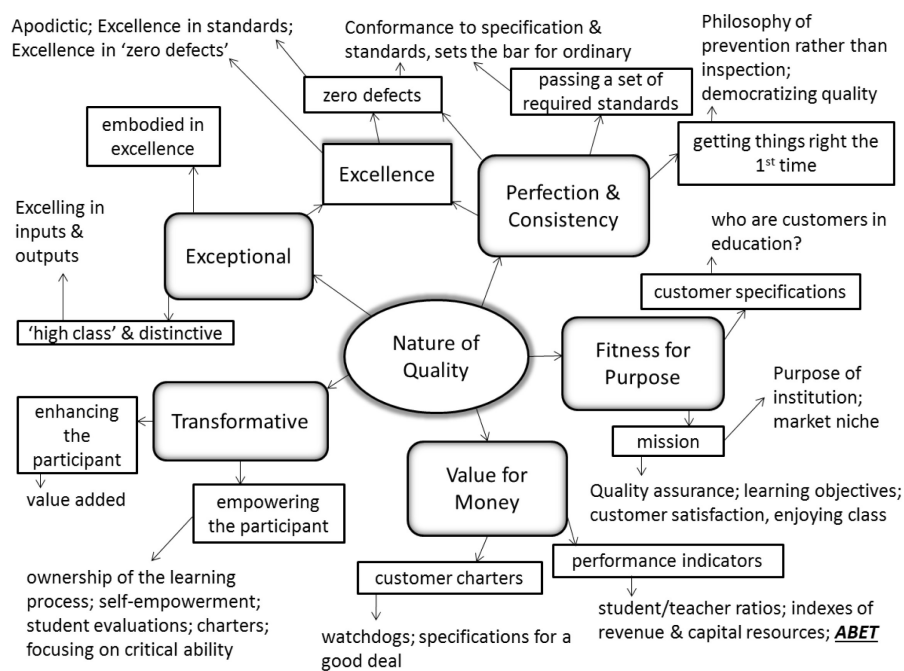 Apodictic; Excellence in standards;
Excellence in ‘zero defects’
Conformance to specification &
standards, sets the bar for ordinary
Philosophy of
prevention rather than
inspection;
democratizing quality
zero defects
passing a set of
required standards
embodied in
excellence
getting things right the
1st time
Excellence
Perfection &
Consistency
Excelling in
inputs &
outputs
Exceptional
who are customers in
education?
customer specifications
‘high class’ & distinctive
Nature of
Quality
Fitness for
Purpose
Purpose of
institution;
market niche
enhancing
the
participant
Transformative
mission
value added
empowering
the participant
Value for
Money
Quality assurance; learning objectives;
customer satisfaction, enjoying class
ownership of the learning
process; self-empowerment;
student evaluations; charters;
focusing on critical ability
customer charters
performance indicators
watchdogs; specifications for a
good deal
student/teacher ratios; indexes of
revenue & capital resources; ABET